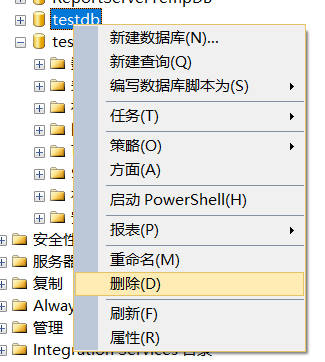 ReportServerTempDB
testdb
tes
新建数据库(N)...
新建查询(Q)
编写数据库脚本为(S)
任务(T)
策略(O)
方面(A)
启动 PowerShell(H)
报表(P)
重命名(M)
删除(D)
刷新(F)
属性(R)
安全性
服务器
复制
Alway
管理
Integration Services 目录